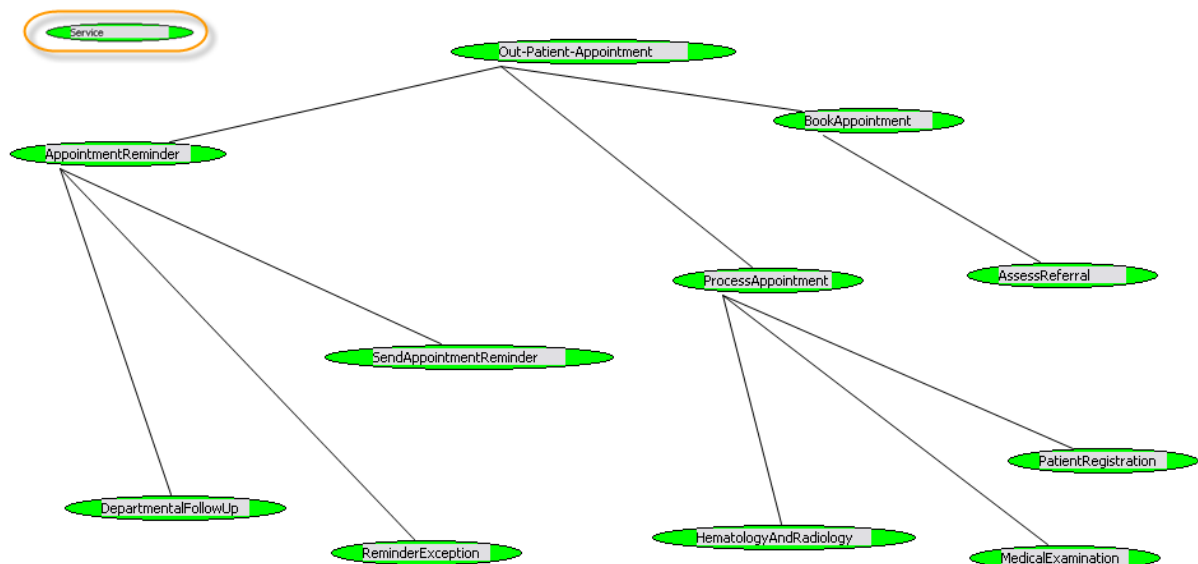 Service
Out-Patient-Appointment
BookAppointment
AppointmentReminder
AssessReferral
ProcessAppointment
SendAppointmentReminder
PatientRegistration
DepartmentalFollowUp
HematologyAndRadiology
ReminderException
MedicalExamination